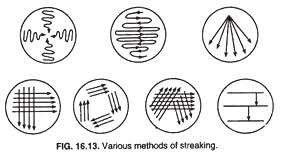 FIG. 16.13. Various methods of streaking.